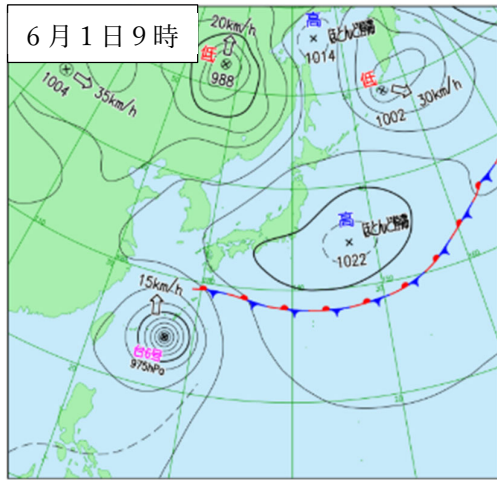 6月1日9時
20km/h
低
988
1004
35km/h
高
ほとんど停滞
1014
低
1002
30km/h
高
ほとんど停滞
1022
15km/h
台6号
975hPa